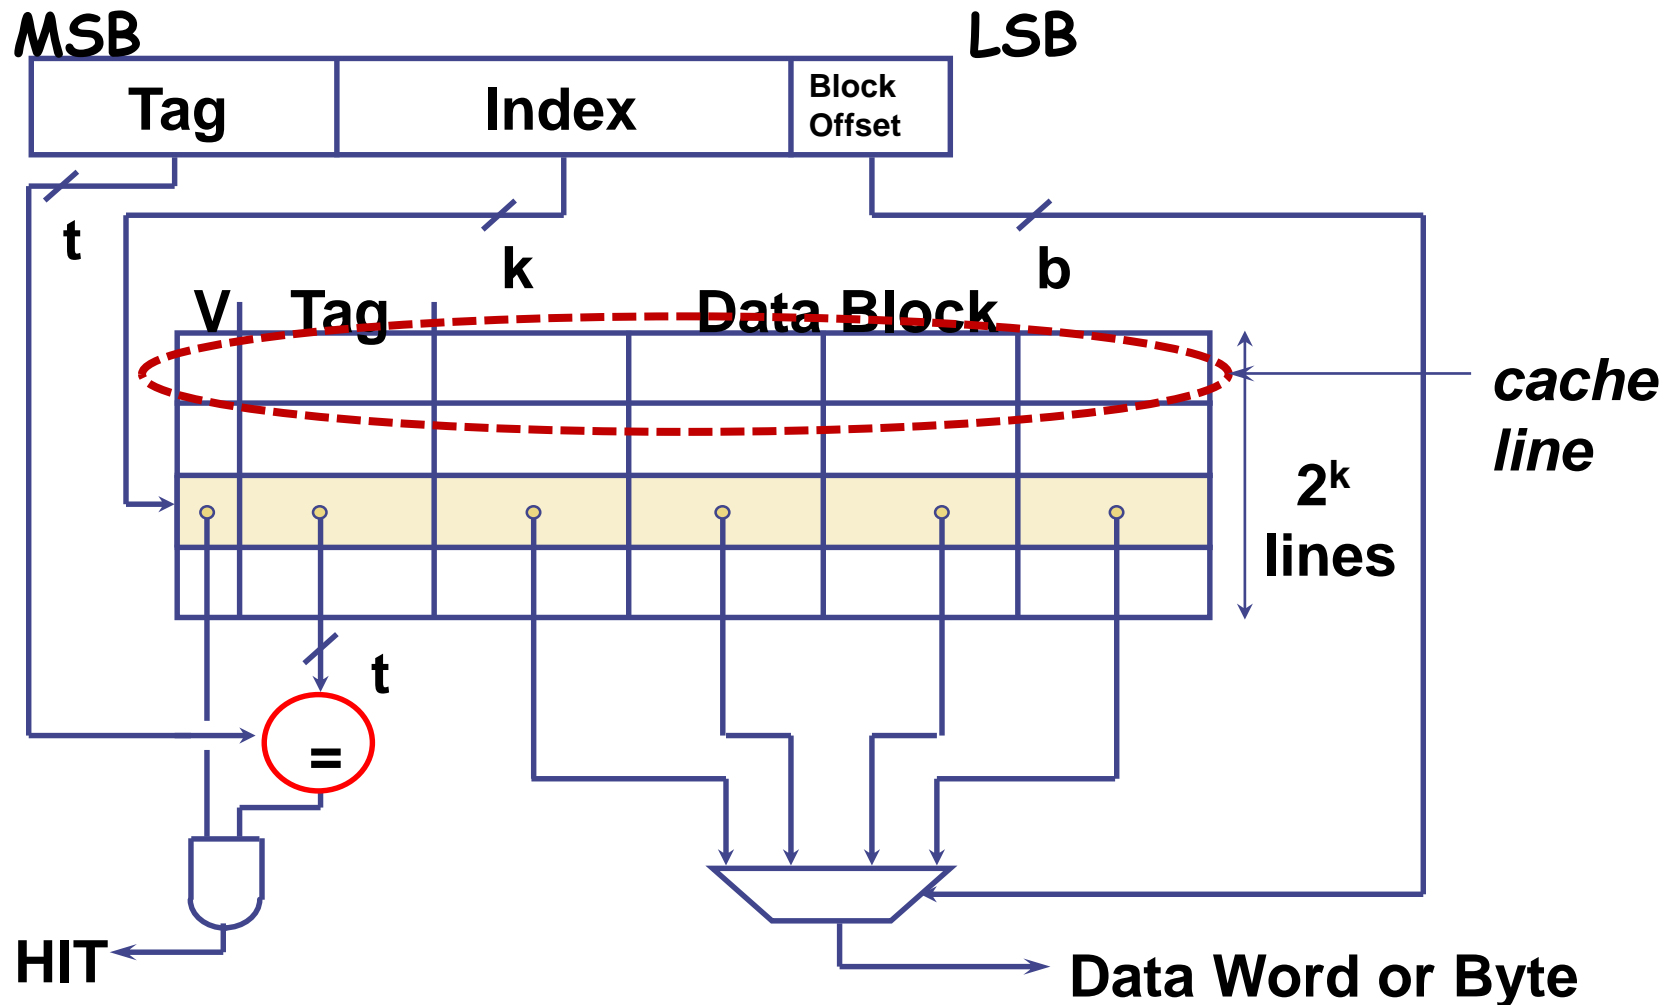 MSB
LSB
Tag
Index
Block
Offset
t
k
b
V
Tag
Data Block
cache
line
2k
lines
t
=
HIT
Data Word or Byte